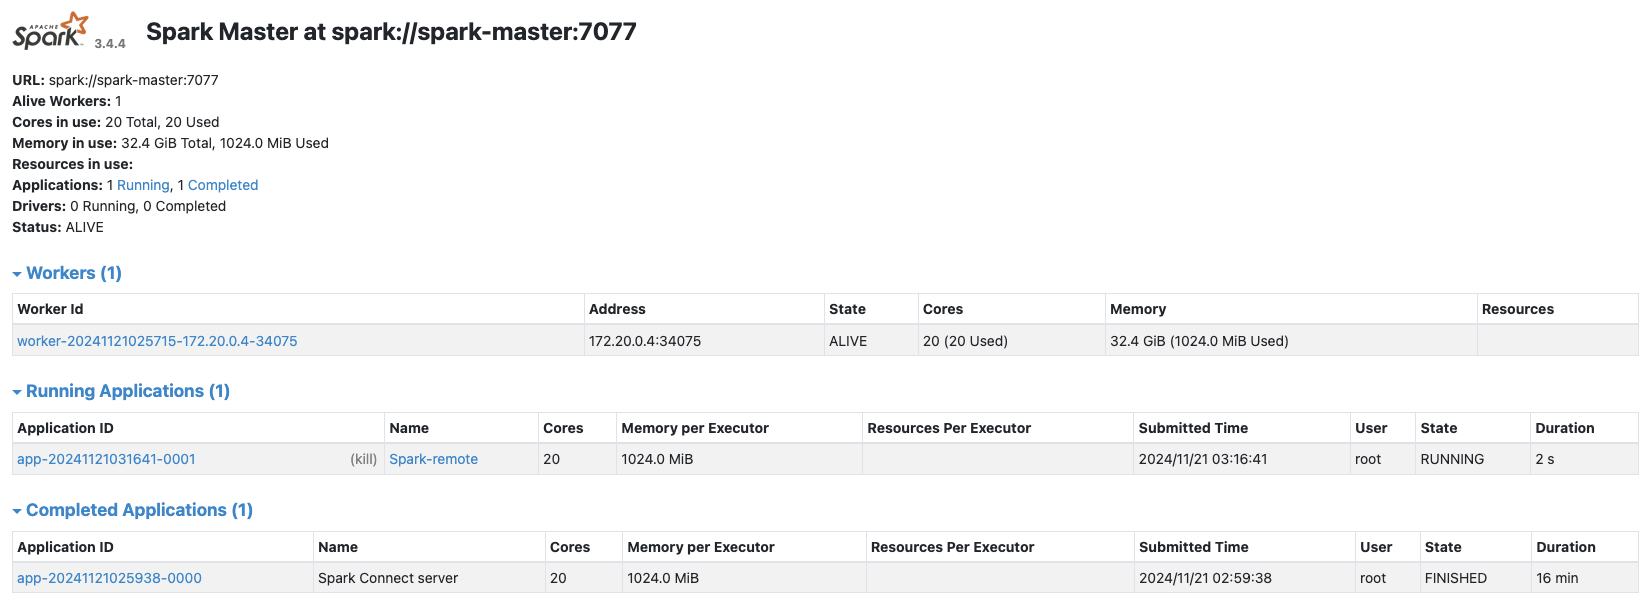 APACHE Spark 3.4.4 Spark Master at spark://spark-master:7077
URL: spark://spark-master:7077
Alive Workers: 1
Cores in use: 20 Total, 20 Used
Memory in use: 32.4 GiB Total, 1024.0 MiB Used
Resources in use:
Applications: 1 Running, 1 Completed
Drivers: 0 Running, 0 Completed
Status: ALIVE
Workers (1)
Worker Id Address State Cores Memory Resources
worker-20241121025715-172.20.0.4-34075 172.20.0.4:34075 ALIVE 20 (20 Used) 32.4 GiB (1024.0 MiB Used)
Running Applications (1)
Application ID Name Cores Memory per Executor Resources Per Executor Submitted Time User State Duration
app-20241121031641-0001 (kill) Spark-remote 20 1024.0 MiB 2024/11/21 03:16:41 root RUNNING 2 s
Completed Applications (1)
Application ID Name Cores Memory per Executor Resources Per Executor Submitted Time User State Duration
app-20241121025938-0000 Spark Connect server 20 1024.0 MiB 2024/11/21 02:59:38 root FINISHED 16 min